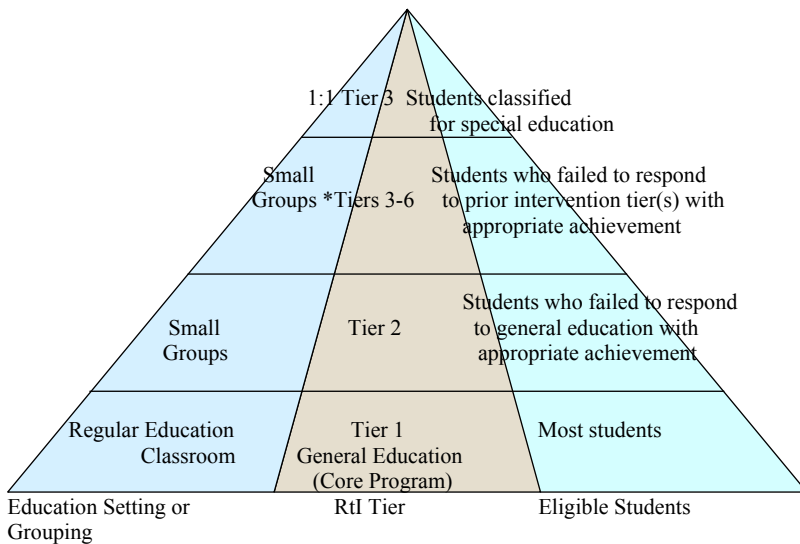 1:1 Tier 3 Students classified
for special education
Small
Groups *Tiers 3-6
Students who failed to respond
to prior intervention tier(s) with
appropriate achievement
Small
Groups
Tier 2
Students who failed to respond
to general education with
appropriate achievement
Regular Education
Classroom
Tier 1
General Education
(Core Program)
Most students
Education Setting or
Grouping
RtI Tier
Eligible Students